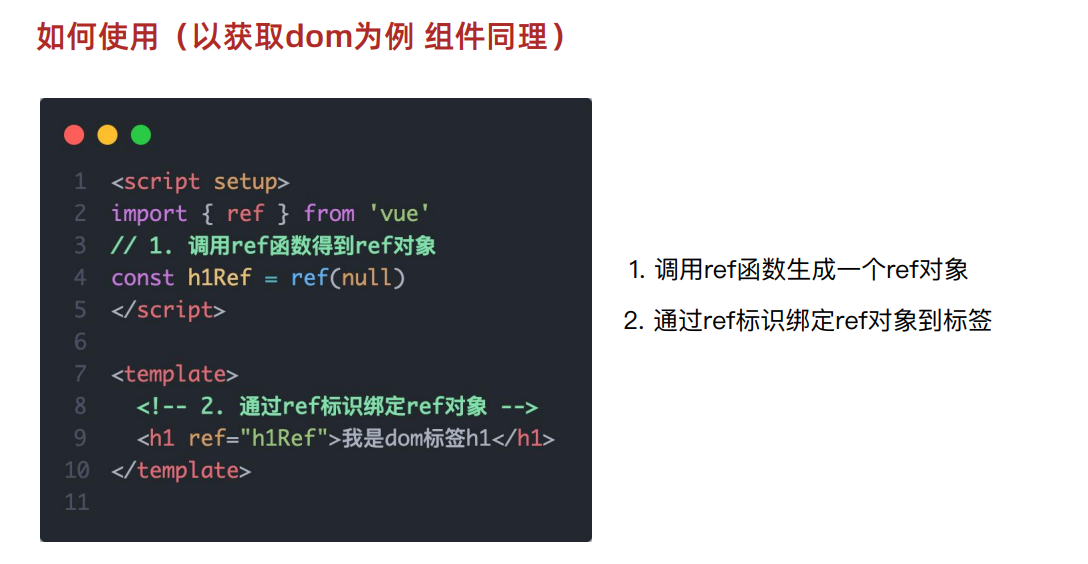 如何使用（以获取dom为例 组件同理）
1 <script setup>
2 import { ref } from 'vue'
3 // 1. 调用ref函数得到ref对象
4 const h1Ref = ref(null)
5 </script>
6
7 <template>
8   <!-- 2. 通过ref标识绑定ref对象 -->
9   <h1 ref="h1Ref">我是dom标签h1</h1>
10 </template>
11
1. 调用ref函数生成一个ref对象
2. 通过ref标识绑定ref对象到标签